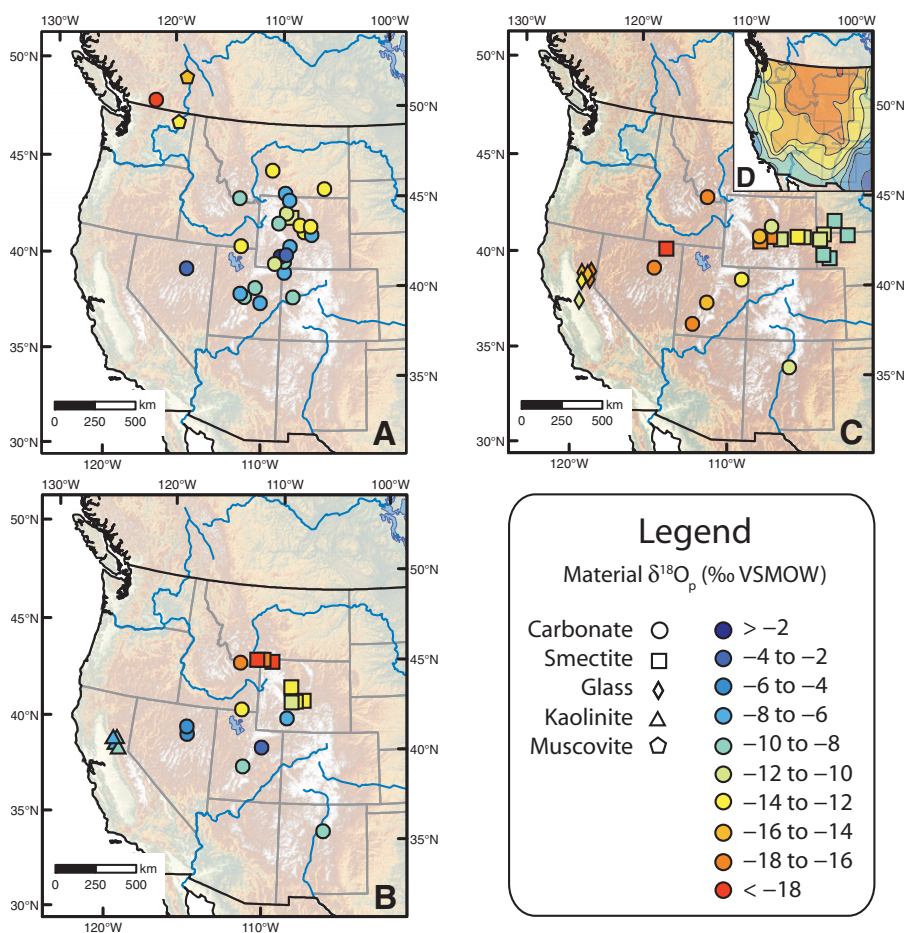 130°W 120°W 110°W 100°W
50°N 50°N
45°N 45°N
40°N 40°N
35°N 35°N
30°N
0 250 500 km
A
120°W 110°W
130°W 120°W 110°W 100°W
50°N 50°N
45°N 45°N
40°N 40°N
35°N 35°N
30°N
0 250 500 km
C
D
120°W 110°W
130°W 120°W 110°W 100°W
50°N 50°N
45°N 45°N
40°N 40°N
35°N 35°N
30°N
0 250 500 km
B
120°W 110°W
Legend
Material δ¹⁸Oₚ (‰ VSMOW)
Carbonate
Smectite
Glass
Kaolinite
Muscovite
> −2
−4 to −2
−6 to −4
−8 to −6
−10 to −8
−12 to −10
−14 to −12
−16 to −14
−18 to −16
< −18